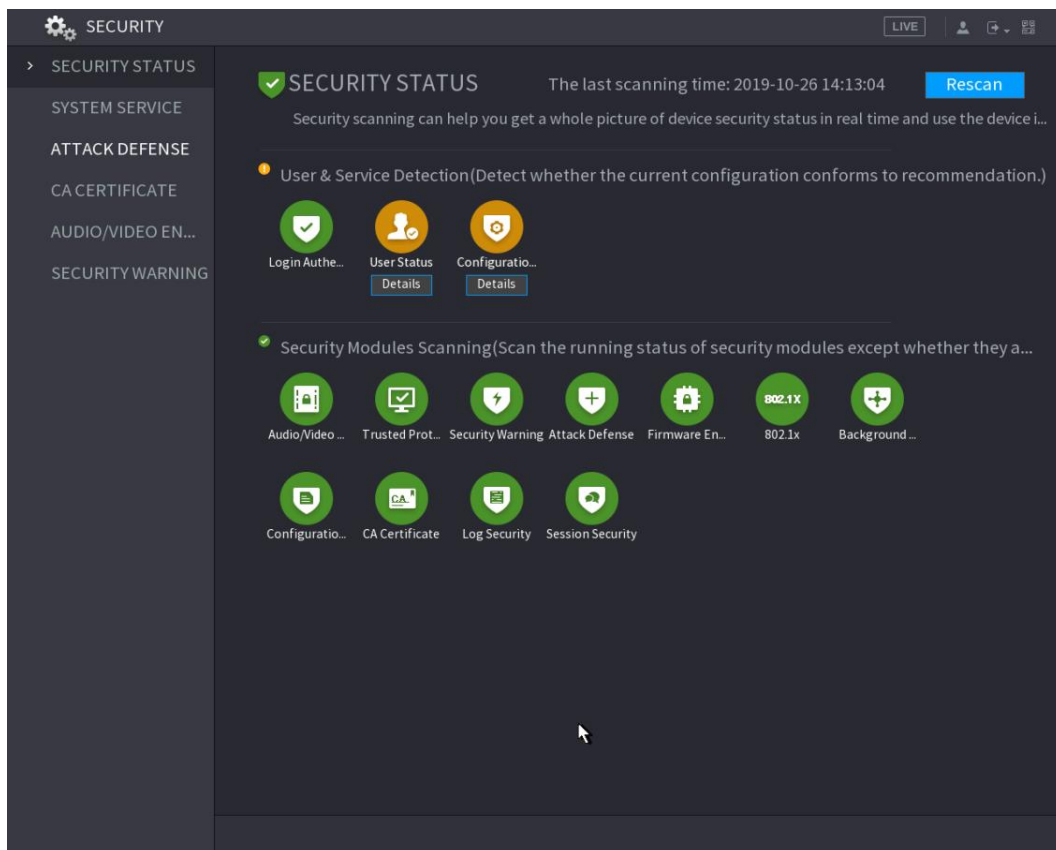 SECURITY
LIVE
SECURITY STATUS
SYSTEM SERVICE
ATTACK DEFENSE
CA CERTIFICATE
AUDIO/VIDEO EN...
SECURITY WARNING
SECURITY STATUS The last scanning time: 2019-10-26 14:13:04 Rescan
Security scanning can help you get a whole picture of device security status in real time and use the device i...
User & Service Detection(Detect whether the current configuration conforms to recommendation.)
Login Authe... User Status Configuratio...
Details Details
Security Modules Scanning(Scan the running status of security modules except whether they a...
802.1X
Audio/Video ... Trusted Prot... Security Warning Attack Defense Firmware En... 802.1x Background ...
CA
Configuratio... CA Certificate Log Security Session Security